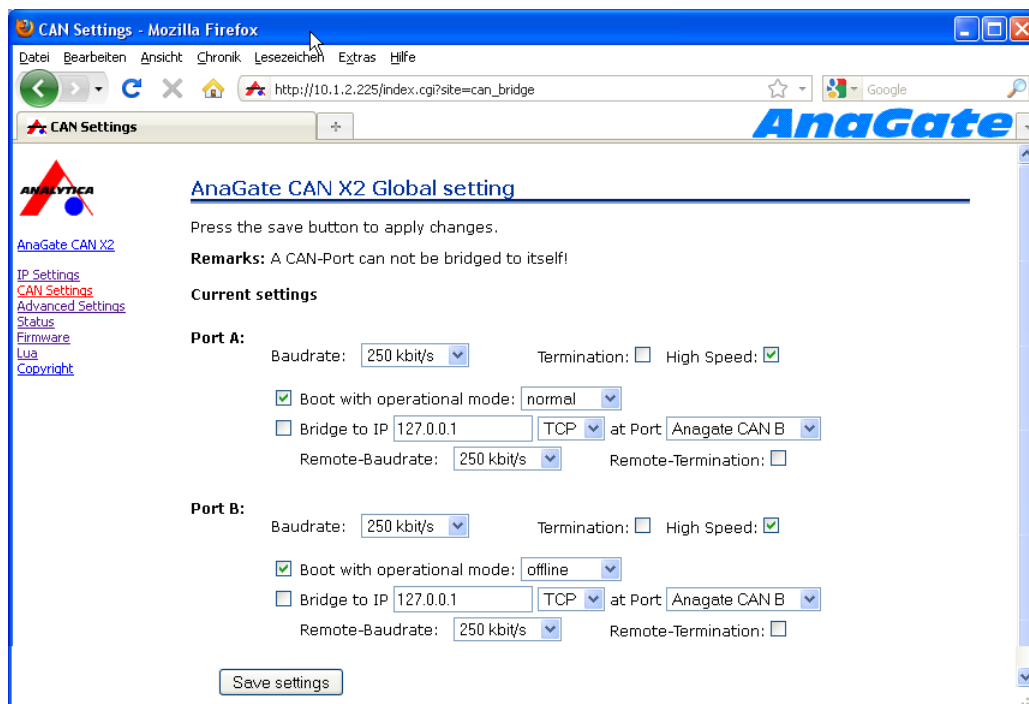 CAN Settings - Mozilla Firefox
Datei Bearbeiten Ansicht Chronik Lesezeichen Extras Hilfe
http://10.1.2.225/index.cgi?site=can_bridge Google
CAN Settings
AnaGate
ANALYTICA
AnaGate CAN X2
IP Settings
CAN Settings
Advanced Settings
Status
Firmware
Lua
Copyright
AnaGate CAN X2 Global setting
Press the save button to apply changes.
Remarks: A CAN-Port can not be bridged to itself!
Current settings
Port A:
Baudrate: 250 kbit/s Termination: High Speed:
Boot with operational mode: normal
Bridge to IP 127.0.0.1 TCP at Port Anagate CAN B
Remote-Baudrate: 250 kbit/s Remote-Termination:
Port B:
Baudrate: 250 kbit/s Termination: High Speed:
Boot with operational mode: offline
Bridge to IP 127.0.0.1 TCP at Port Anagate CAN B
Remote-Baudrate: 250 kbit/s Remote-Termination:
Save settings